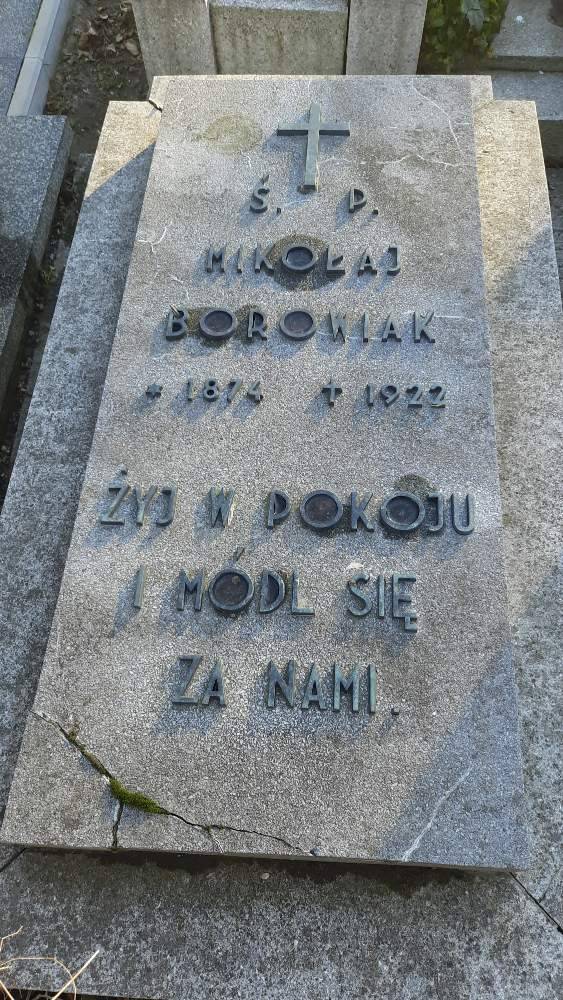 Ś. P.
MIKOŁAJ
BOROWIAK
* 1874 ✝ 1922
ŻYJ W POKOJU
I MÓDL SIĘ
ZA NAMI.